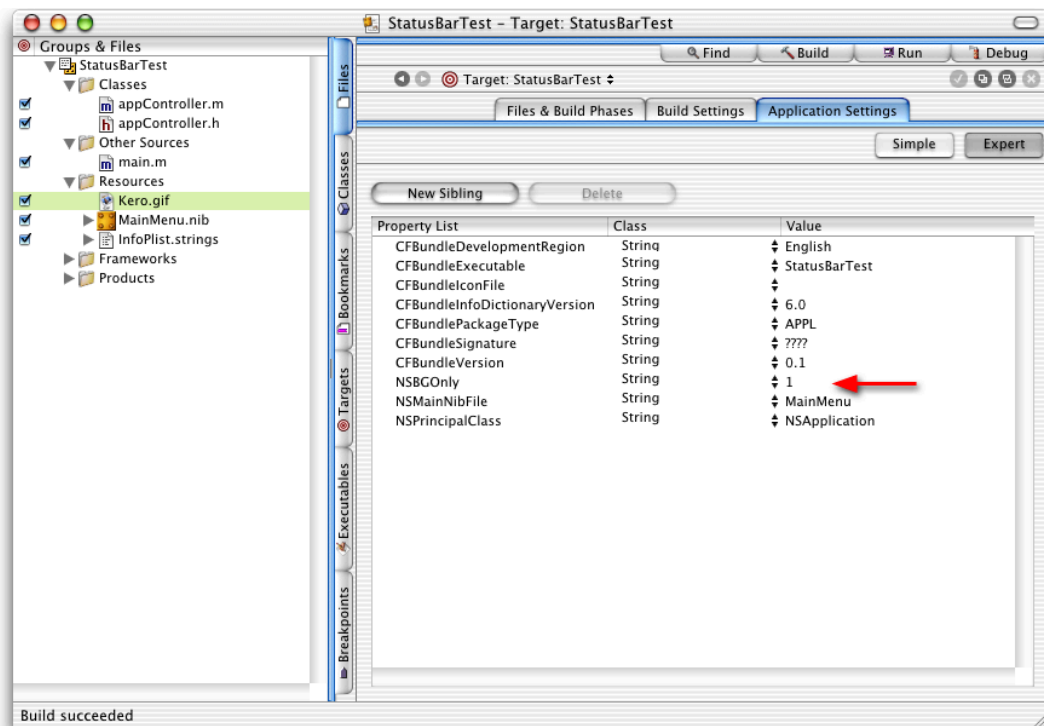 StatusBarTest – Target: StatusBarTest
Groups & Files
StatusBarTest
Classes
appController.m
appController.h
Other Sources
main.m
Resources
Kero.gif
MainMenu.nib
InfoPlist.strings
Frameworks
Products
Files
Classes
Bookmarks
Targets
Executables
Breakpoints
Find Build Run Debug
Target: StatusBarTest
Files & Build Phases Build Settings Application Settings
Simple Expert
New Sibling Delete
Property List Class Value
CFBundleDevelopmentRegion String English
CFBundleExecutable String StatusBarTest
CFBundleIconFile String
CFBundleInfoDictionaryVersion String 6.0
CFBundlePackageType String APPL
CFBundleSignature String ????
CFBundleVersion String 0.1
NSBGOnly String 1
NSMainNibFile String MainMenu
NSPrincipalClass String NSApplication
Build succeeded